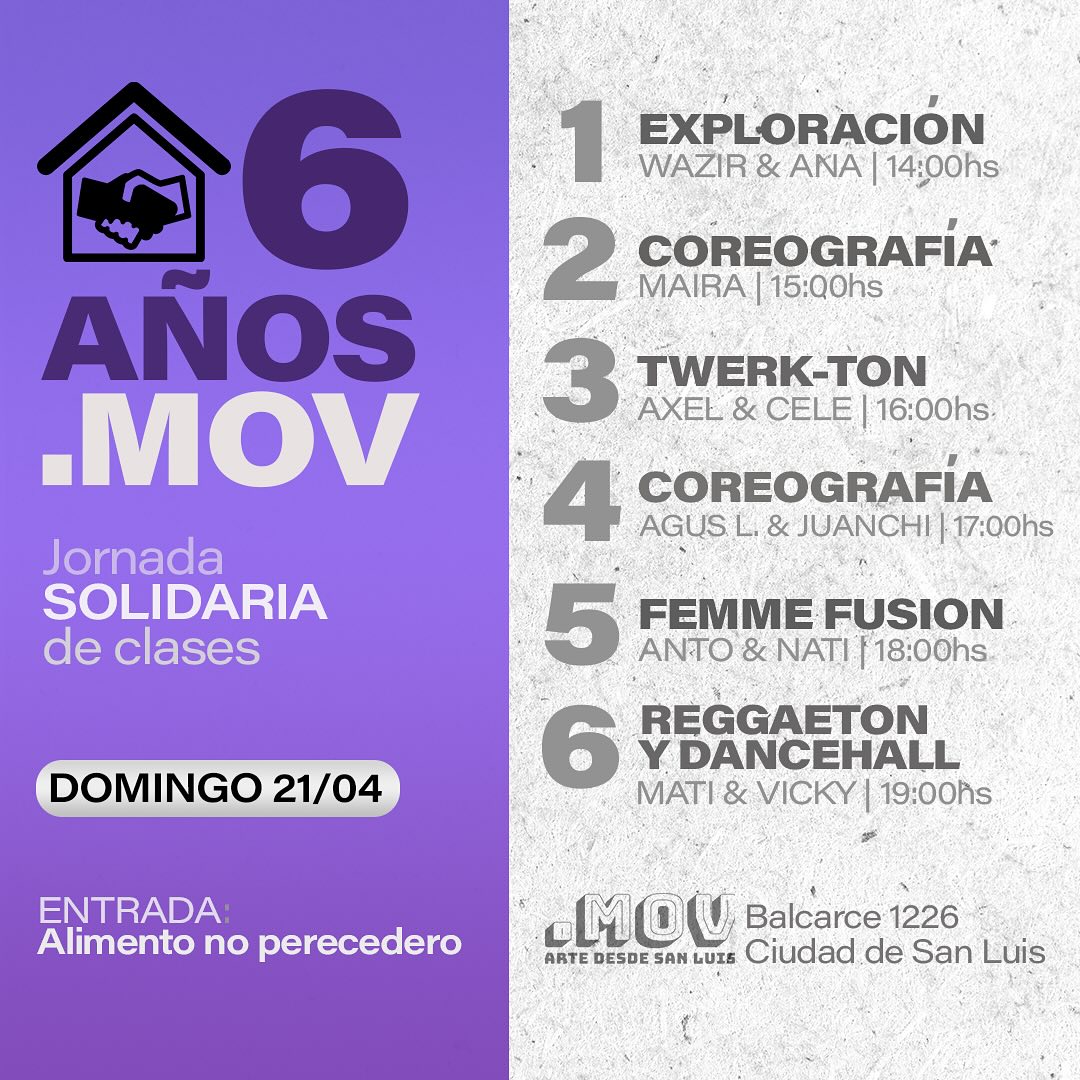 6
AÑOS
.MOV
Jornada
SOLIDARIA
de clases
DOMINGO 21/04
ENTRADA:
Alimento no perecedero
1
EXPLORACIÓN
WAZIR & ANA | 14:00hs
2
COREOGRAFÍA
MAIRA | 15:00hs
3
TWERK-TON
AXEL & CELE | 16:00hs
4
COREOGRAFÍA
AGUS L. & JUANCHI | 17:00hs
5
FEMME FUSION
ANTO & NATI | 18:00hs
6
REGGAETON
Y DANCEHALL
MATI & VICKY | 19:00hs
.MOV
ARTE DESDE SAN LUIS
Balcarce 1226
Ciudad de San Luis